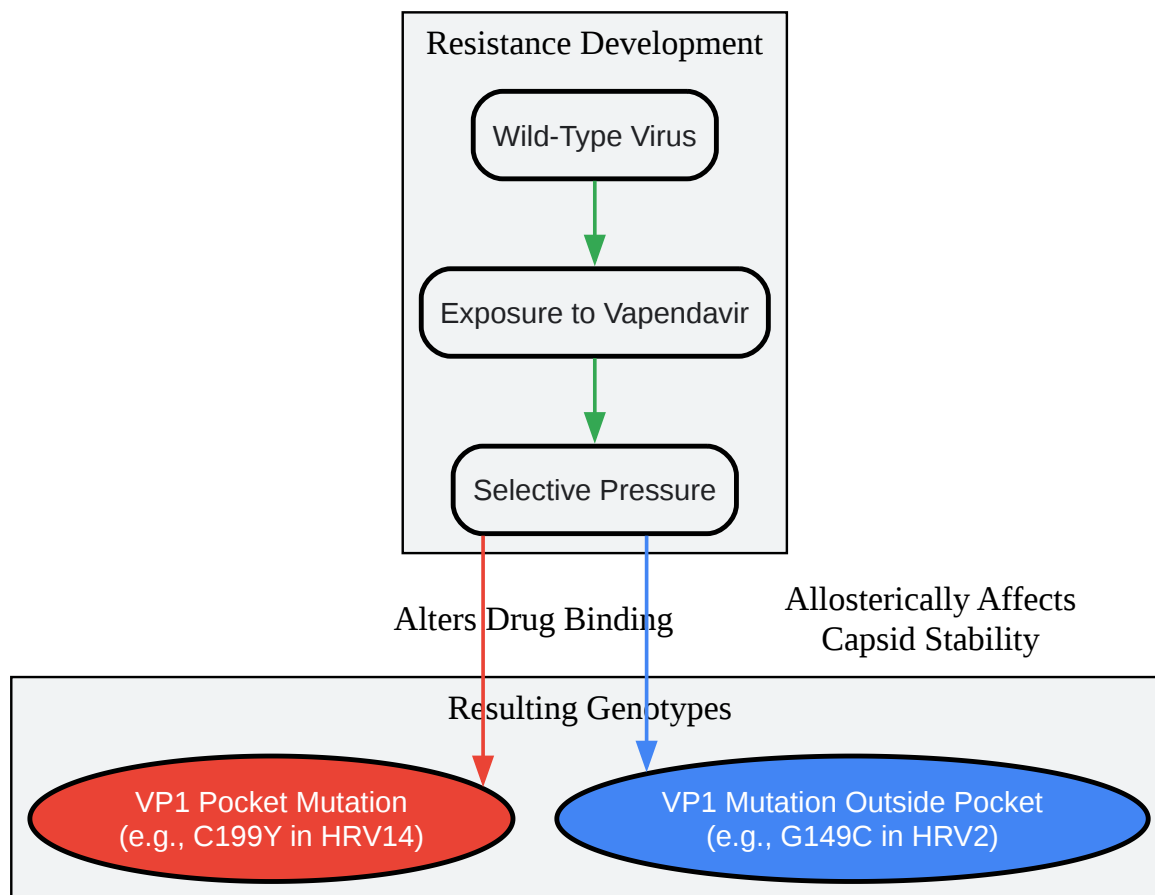 Resistance Development
Wild-Type Virus
Exposure to Vapendavir
Selective Pressure
Alters Drug Binding
Allosterically Affects
Capsid Stability
Resulting Genotypes
VP1 Pocket Mutation
(e.g., C199Y in HRV14)
VP1 Mutation Outside Pocket
(e.g., G149C in HRV2)